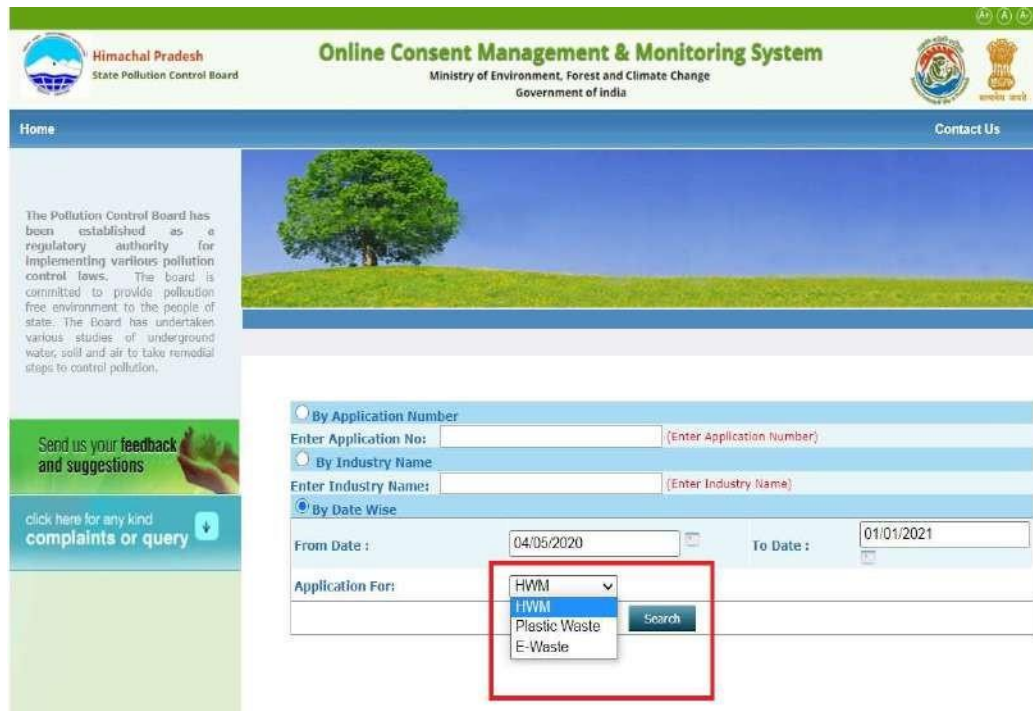 A+ A A-
Himachal Pradesh
State Pollution Control Board
Online Consent Management & Monitoring System
Ministry of Environment, Forest and Climate Change
Government of India
सत्यमेव जयते
Home
Contact Us
The Pollution Control Board has
been established as a
regulatory authority for
implementing various pollution
control laws. The board is
committed to provide polloution
free environment to the people of
state. The Board has undertaken
various studies of underground
water, soil and air to take remedial
steps to control pollution.
Send us your feedback
and suggestions
click here for any kind
complaints or query
By Application Number
Enter Application No: (Enter Application Number)
By Industry Name
Enter Industry Name: (Enter Industry Name)
By Date Wise
From Date : 04/05/2020 To Date : 01/01/2021
Application For: HWM
HWM
Plastic Waste
E-Waste
Search